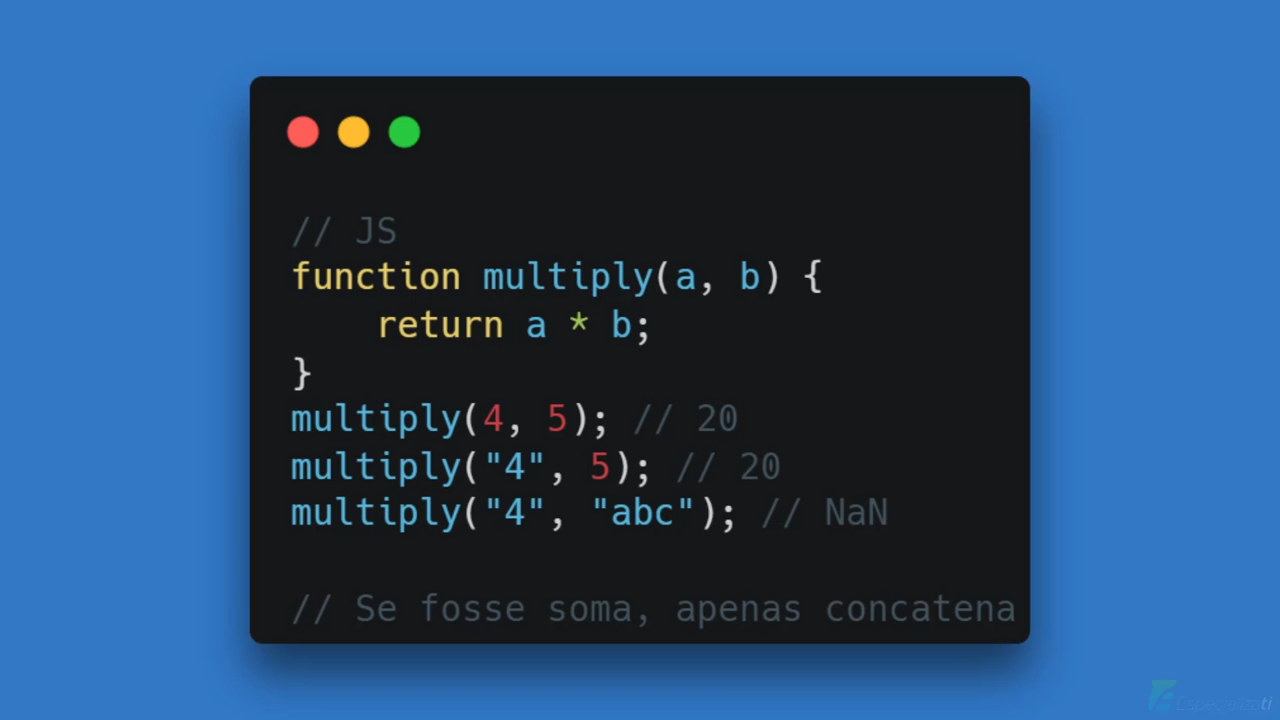 // JS
function multiply(a, b) {
    return a * b;
}
multiply(4, 5); // 20
multiply("4", 5); // 20
multiply("4", "abc"); // NaN
// Se fosse soma, apenas concatena
Especializati